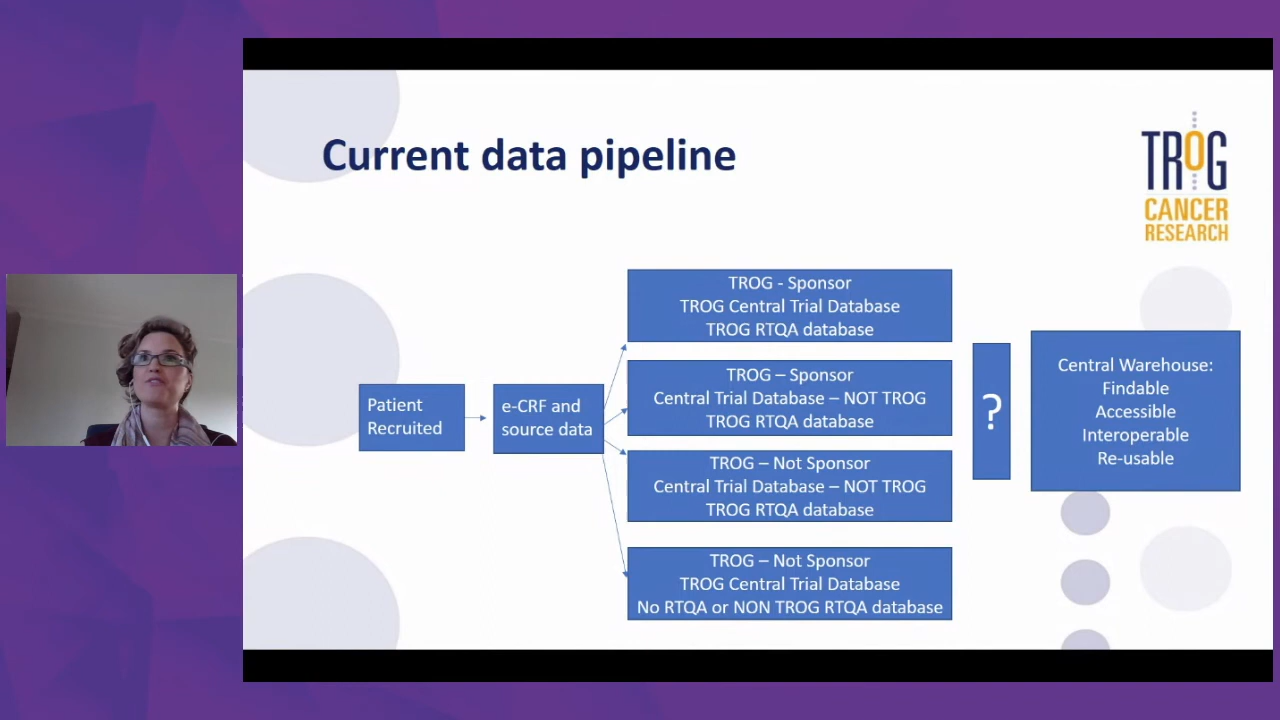 Current data pipeline
TROG
CANCER
RESEARCH
Patient
Recruited
e-CRF and
source data
TROG - Sponsor
TROG Central Trial Database
TROG RTQA database
TROG – Sponsor
Central Trial Database – NOT TROG
TROG RTQA database
TROG – Not Sponsor
Central Trial Database – NOT TROG
TROG RTQA database
TROG – Not Sponsor
TROG Central Trial Database
No RTQA or NON TROG RTQA database
?
Central Warehouse:
Findable
Accessible
Interoperable
Re-usable